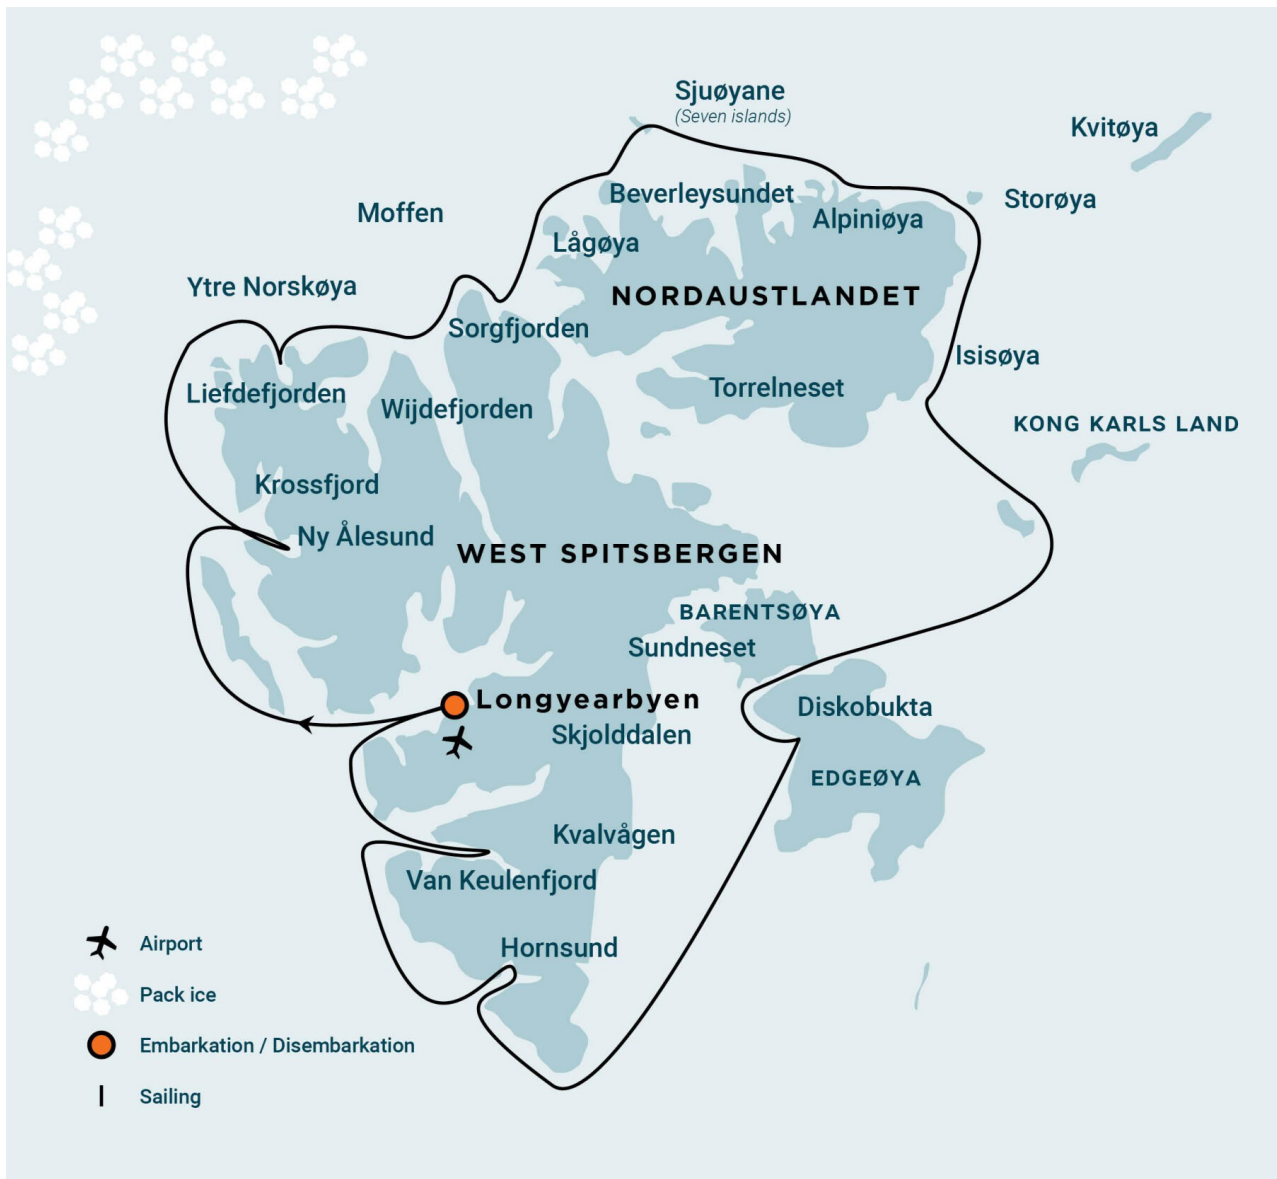 Sjuøyane
(Seven islands)
Kvitøya
Storøya
Beverleysundet
Moffen
Alpiniøya
Lågøya
Ytre Norskøya
NORDAUSTLANDET
Sorgfjorden
Isisøya
Liefdefjorden
Torrelneset
Wijdefjorden
KONG KARLS LAND
Krossfjord
Ny Ålesund
WEST SPITSBERGEN
BARENTSØYA
Sundneset
Longyearbyen
Diskobukta
Skjolddalen
EDGEØYA
Kvalvågen
Van Keulenfjord
Hornsund
Airport
Pack ice
Embarkation / Disembarkation
Sailing